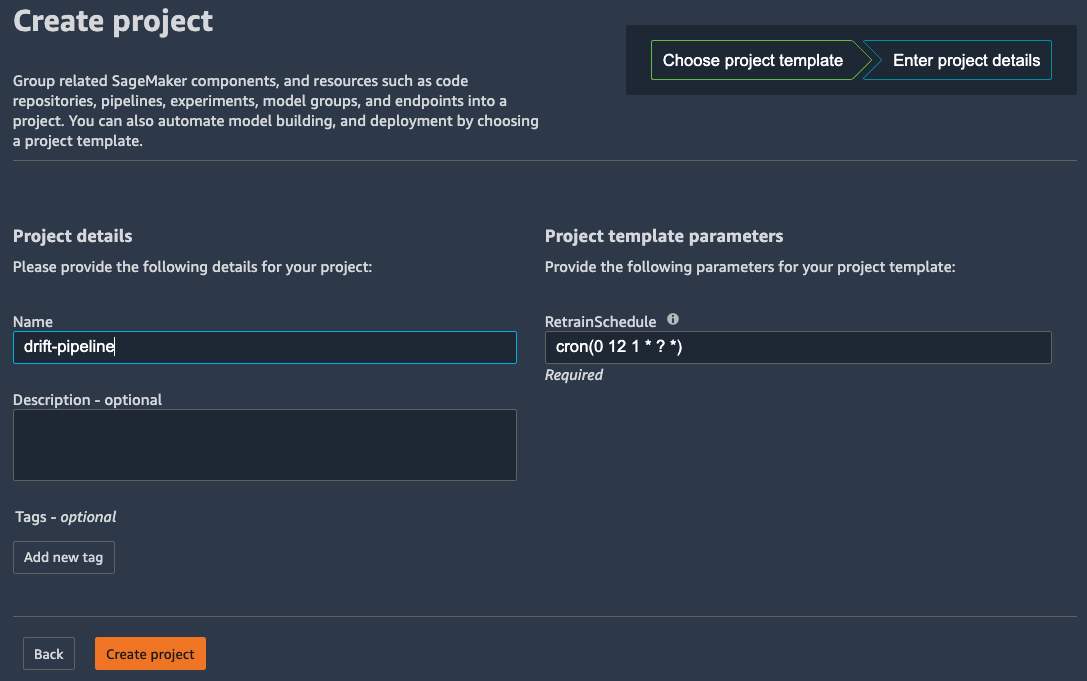 Create project
Choose project template
Enter project details
Group related SageMaker components, and resources such as code
repositories, pipelines, experiments, model groups, and endpoints into a
project. You can also automate model building, and deployment by choosing
a project template.
Project details
Please provide the following details for your project:
Name
drift-pipeline
Description - optional
Tags - optional
Add new tag
Project template parameters
Provide the following parameters for your project template:
RetrainSchedule
cron(0 12 1 * ? *)
Required
Back
Create project